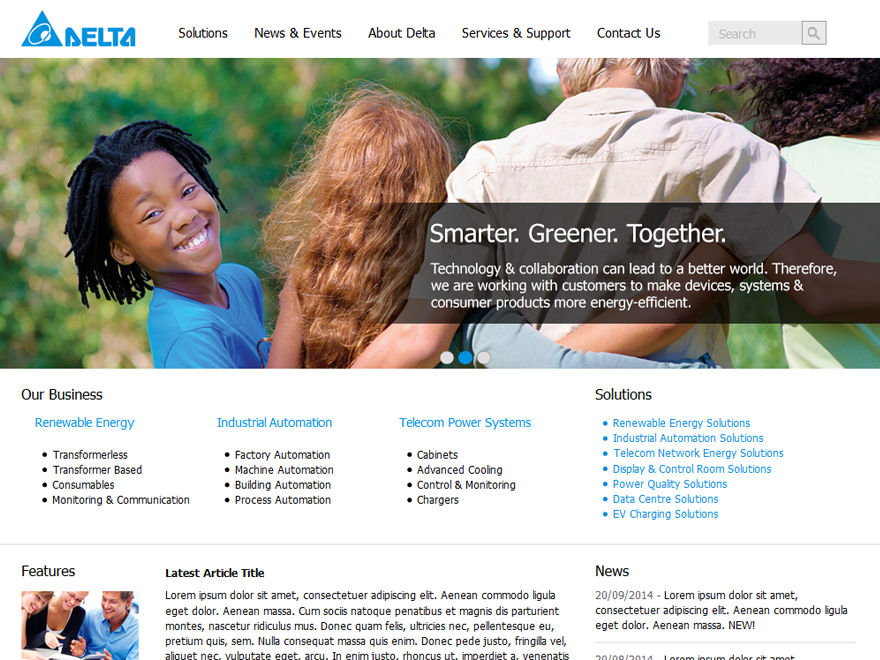 DELTA
Solutions News & Events About Delta Services & Support Contact Us Search
Smarter. Greener. Together.
Technology & collaboration can lead to a better world. Therefore,
we are working with customers to make devices, systems &
consumer products more energy-efficient.
Our Business
Renewable Energy
• Transformerless
• Transformer Based
• Consumables
• Monitoring & Communication
Industrial Automation
• Factory Automation
• Machine Automation
• Building Automation
• Process Automation
Telecom Power Systems
• Cabinets
• Advanced Cooling
• Control & Monitoring
• Chargers
Solutions
• Renewable Energy Solutions
• Industrial Automation Solutions
• Telecom Network Energy Solutions
• Display & Control Room Solutions
• Power Quality Solutions
• Data Centre Solutions
• EV Charging Solutions
Features
Latest Article Title
Lorem ipsum dolor sit amet, consectetuer adipiscing elit. Aenean commodo ligula
eget dolor. Aenean massa. Cum sociis natoque penatibus et magnis dis parturient
montes, nascetur ridiculus mus. Donec quam felis, ultricies nec, pellentesque eu,
pretium quis, sem. Nulla consequat massa quis enim. Donec pede justo, fringilla vel,
aliquet nec, vulputate eget, arcu. In enim justo, rhoncus ut, imperdiet a, venenatis
News
20/09/2014 - Lorem ipsum dolor sit amet,
consectetuer adipiscing elit. Aenean commodo ligula
eget dolor. Aenean massa. NEW!
20/08/2014 - Lorem ipsum dolor sit amet,